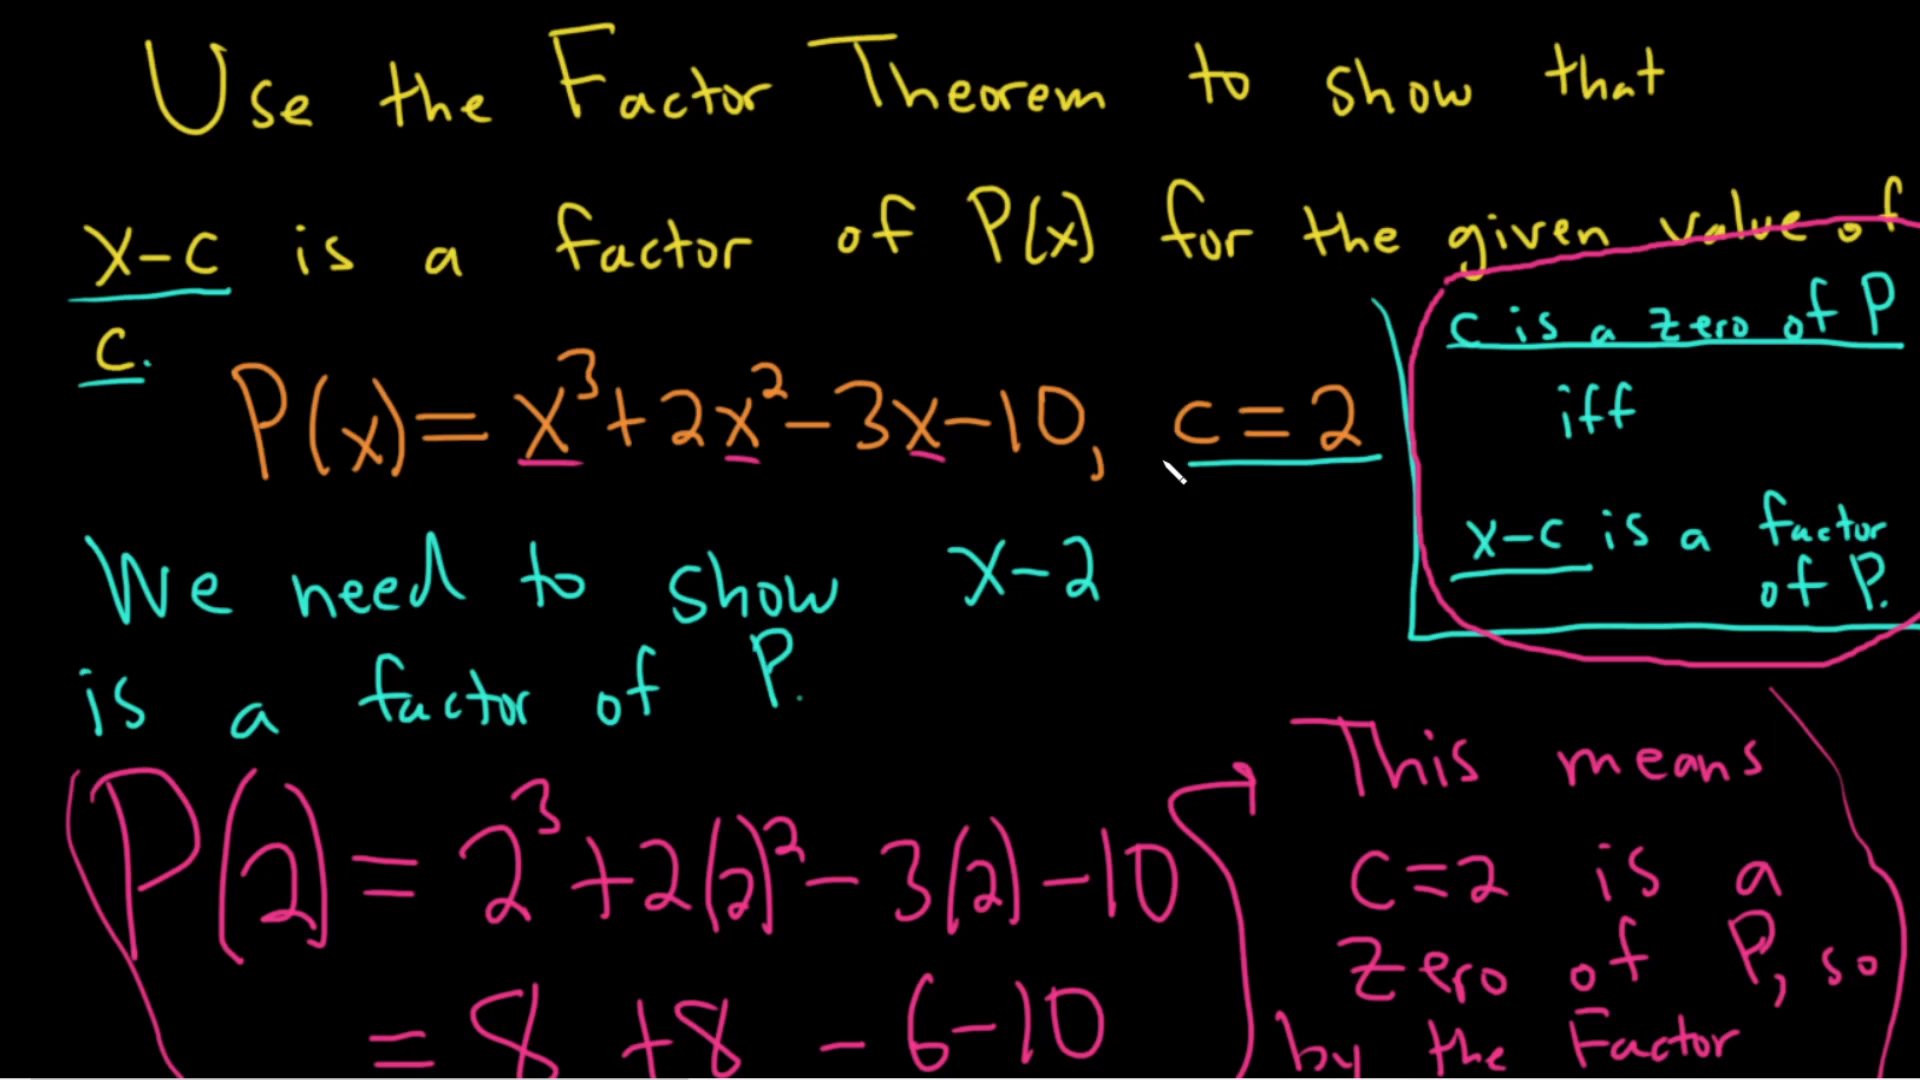 Use the Factor Theorem to show that
x-c is a factor of P(x) for the given value of
c.
P(x) = x³ + 2x² - 3x - 10, c = 2
c is a zero of P
iff
x-c is a factor
of P.
We need to show x-2
is a factor of P.
P(2) = 2³ + 2(2)² - 3(2) - 10
= 8 + 8 - 6 - 10
This means
c = 2 is a
zero of P, so
by the Factor